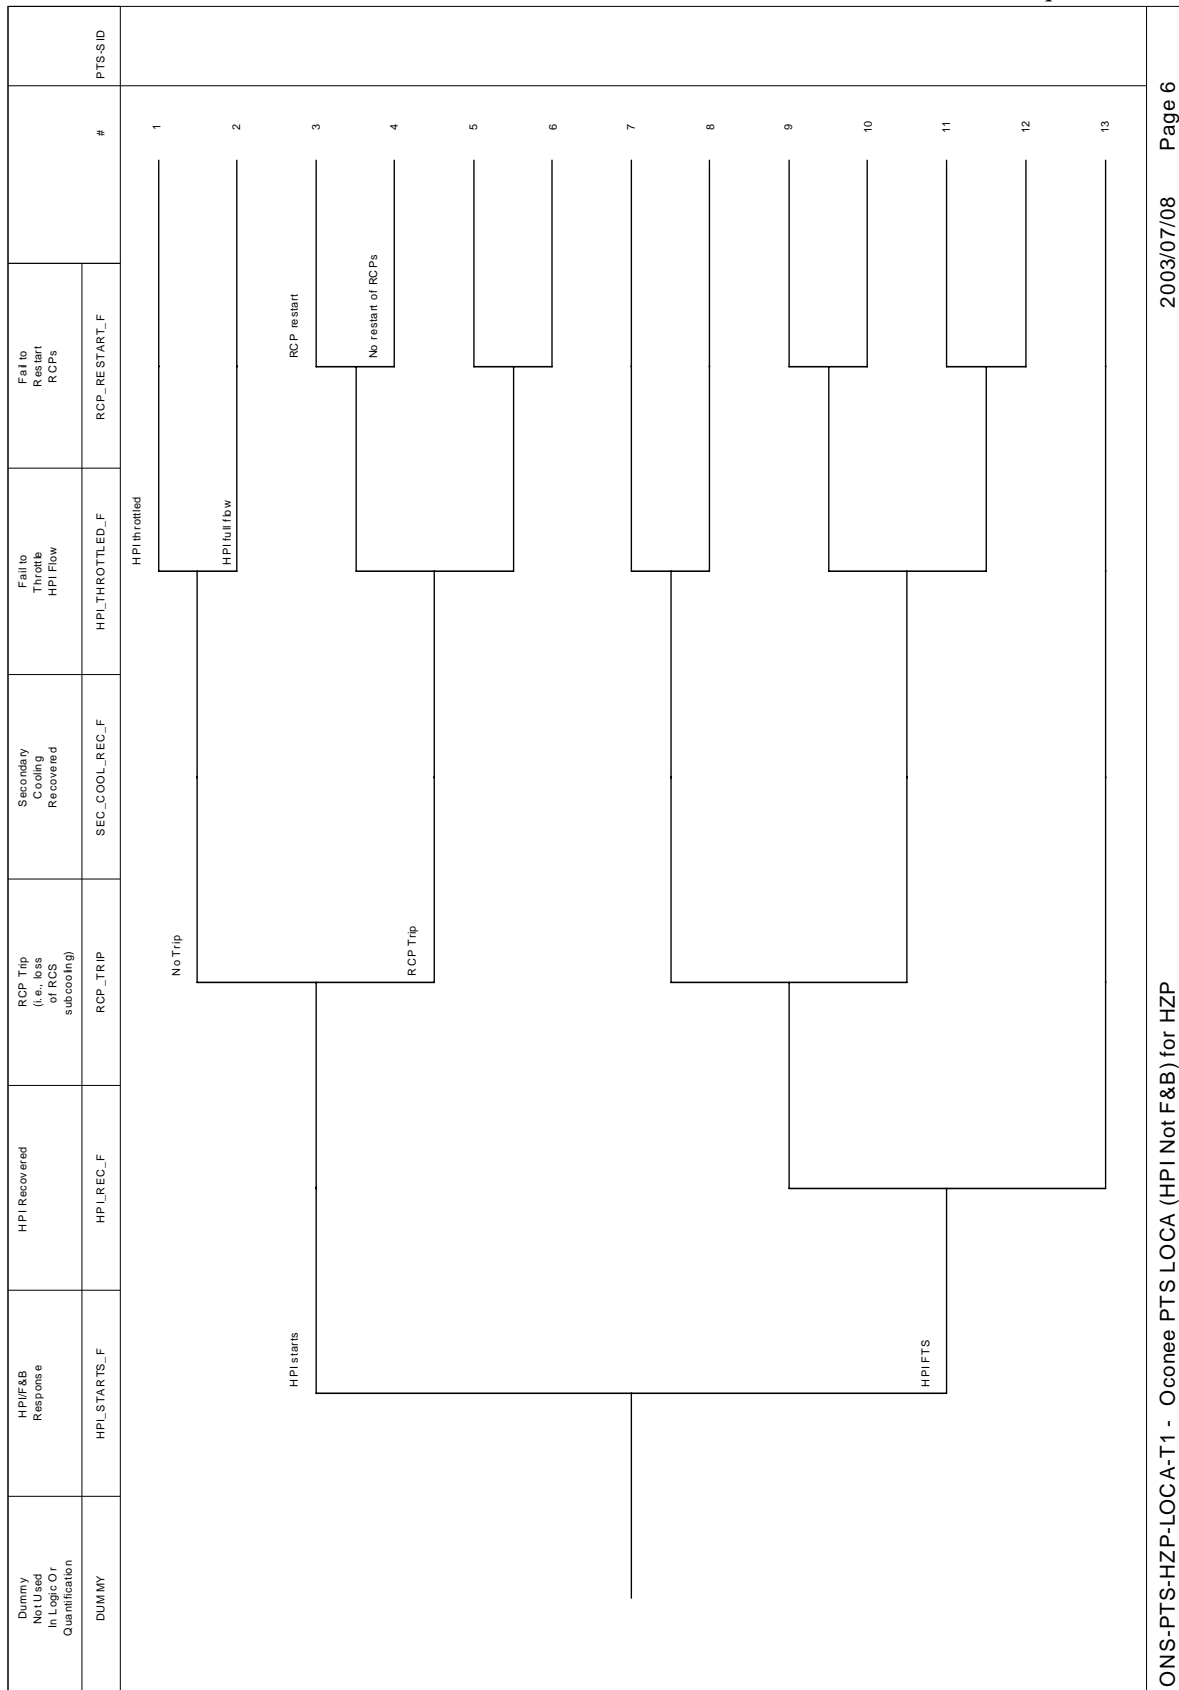 Dummy
Not Used
In Logic Or
Quantification
HPI/F&B
Response
HPI Recovered
RCP Trip
(i.e., loss
of RCS
subcooling)
Secondary
Cooling
Recovered
Fail to
Throttle
HPI Flow
Fail to
Restart
RCPs
DUMMY
HPI_STARTS_F
HPI_REC_F
RCP_TRIP
SEC_COOL_REC_F
HPI_THROTTLED_F
RCP_RESTART_F
#
PTS-SID
HPI throttled
1
No Trip
HPI full flow
2
HPI starts
RCP restart
3
No restart of RCPs
4
RCP Trip
5
6
7
8
9
10
HPI FTS
11
12
13
ONS-PTS-HZP-LOCA-T1 - Oconee PTS LOCA (HPI Not F&B) for HZP
2003/07/08
Page 6